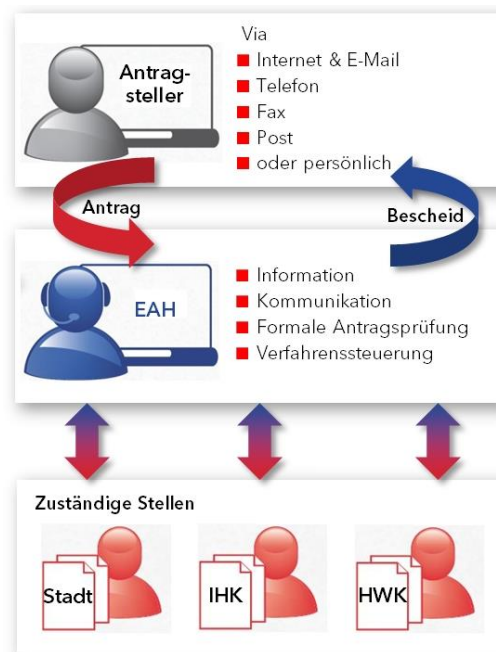 Via
Antrag-
steller
Internet & E-Mail
Telefon
Fax
Post
oder persönlich
Antrag
Bescheid
EAH
Information
Kommunikation
Formale Antragsprüfung
Verfahrenssteuerung
Zuständige Stellen
Stadt
IHK
HWK